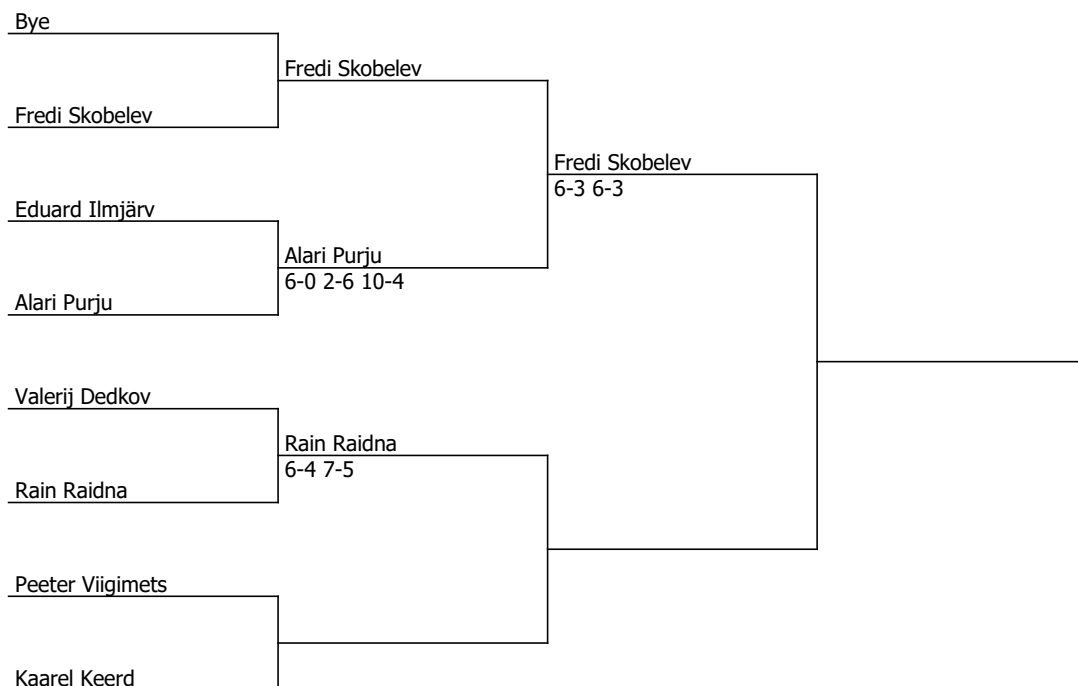 Bye
Fredi Skobelev
Fredi Skobelev
Fredi Skobelev
6-3 6-3
Eduard Ilmjärv
Alari Purju
6-0 2-6 10-4
Alari Purju
Valerij Dedkov
Rain Raidna
6-4 7-5
Rain Raidna
Peeter Viigimets
Kaarel Keerd